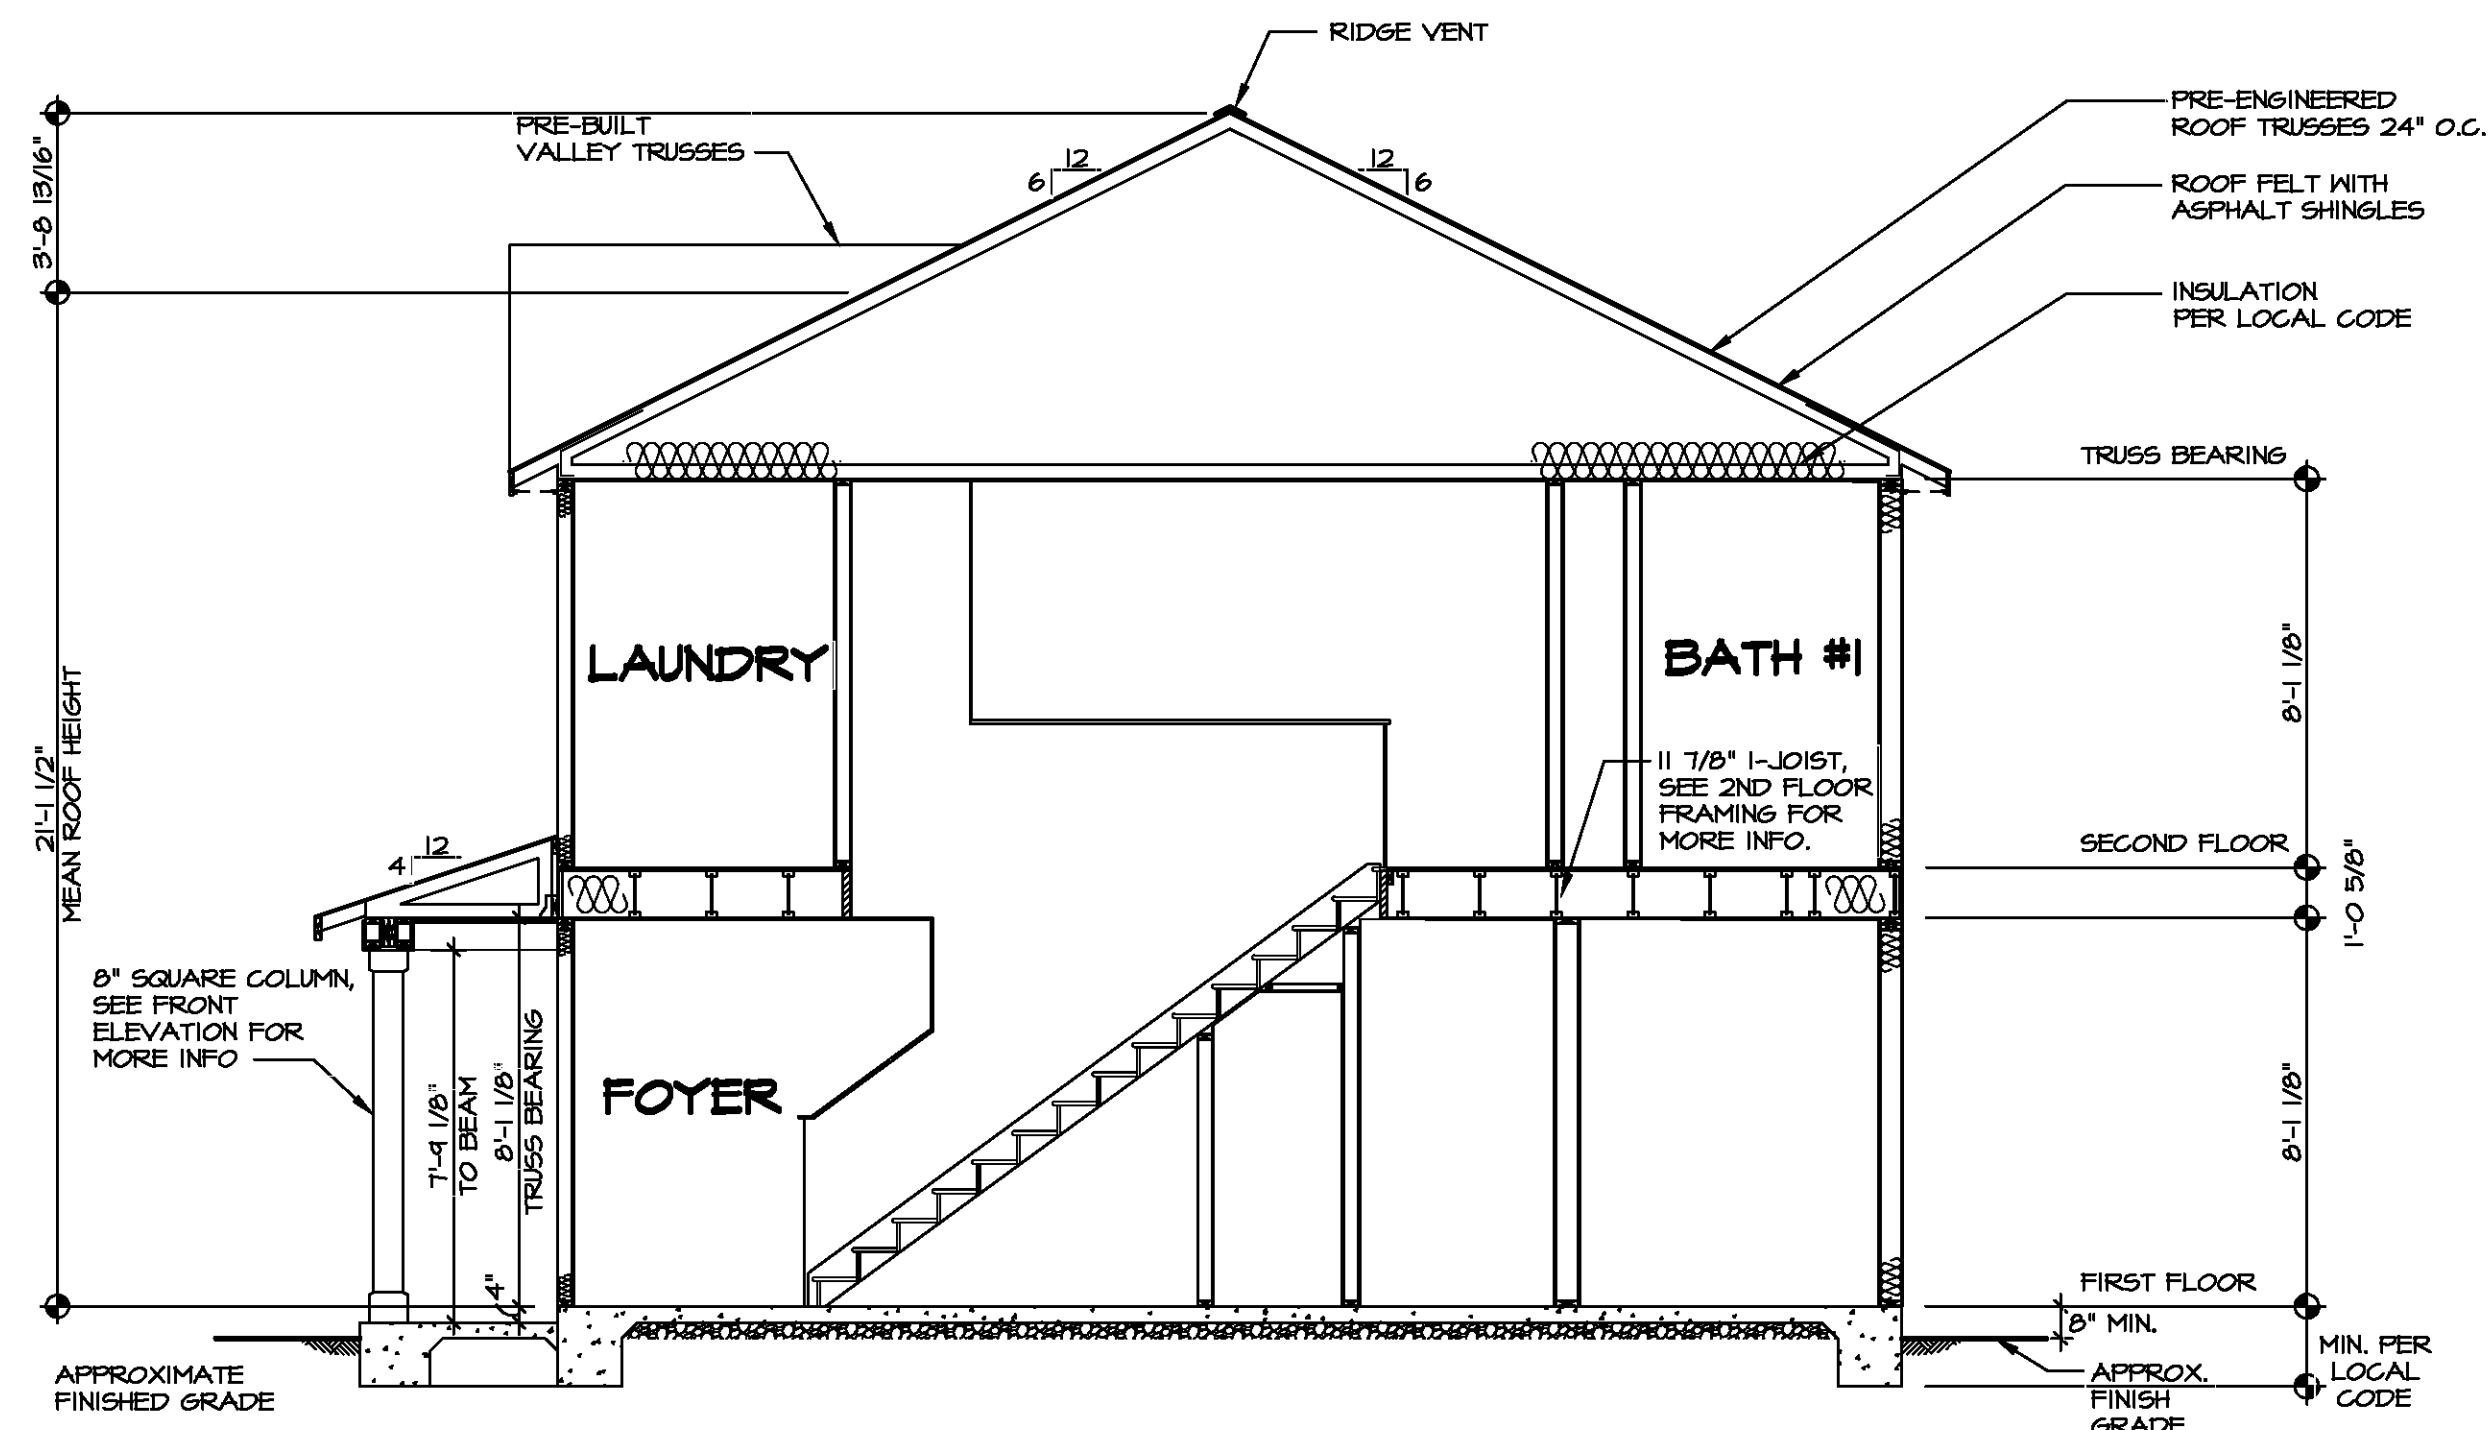 RIDGE VENT
PRE-ENGINEERED
ROOF TRUSSES 24" O.C.
PRE-BUILT
VALLEY TRUSSES
12
6
12
6
ROOF FELT WITH
ASPHALT SHINGLES
INSULATION
PER LOCAL CODE
3'-8 13/16"
TRUSS BEARING
LAUNDRY
BATH #1
8'-1 1/8"
21'-1 1/2"
MEAN ROOF HEIGHT
11 7/8" I-JOIST,
SEE 2ND FLOOR
FRAMING FOR
MORE INFO.
12
4
SECOND FLOOR
1'-0 5/8"
8" SQUARE COLUMN,
SEE FRONT
ELEVATION FOR
MORE INFO
7'-9 1/8"
TO BEAM
8'-1 1/8"
TRUSS BEARING
FOYER
8'-1 1/8"
4"
FIRST FLOOR
8" MIN.
APPROXIMATE
FINISHED GRADE
APPROX.
FINISH
GRADE
MIN. PER
LOCAL
CODE